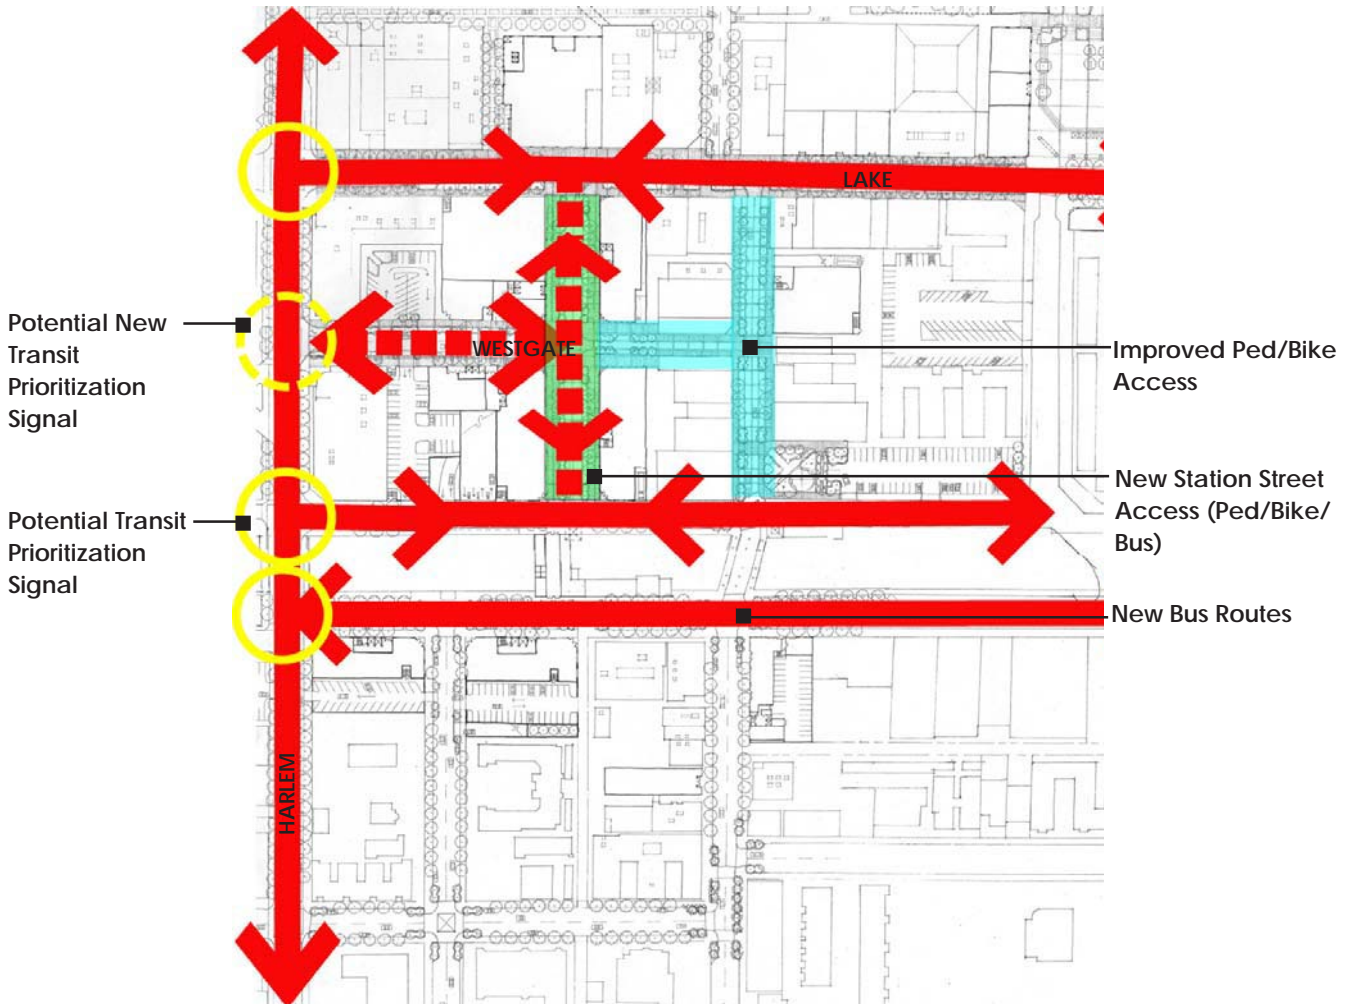 LAKE
WESTGATE
Potential New
Transit
Prioritization
Signal
Improved Ped/Bike
Access
New Station Street
Access (Ped/Bike/
Bus)
Potential Transit
Prioritization
Signal
New Bus Routes
HARLEM